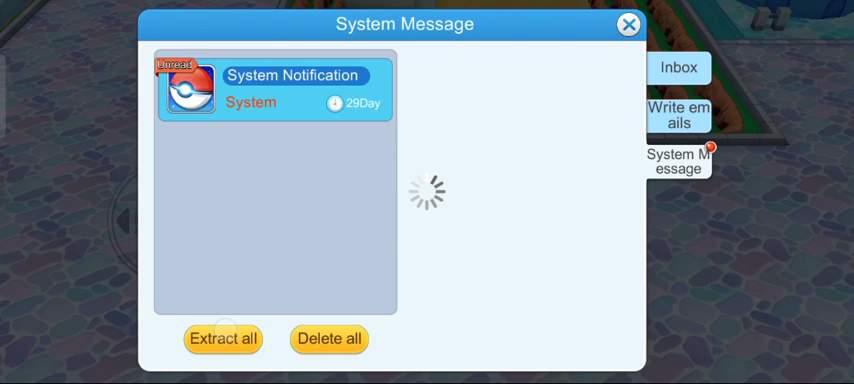 System Message
Unread
System Notification
System
29Day
Inbox
Write em
ails
System M
essage
Extract all
Delete all